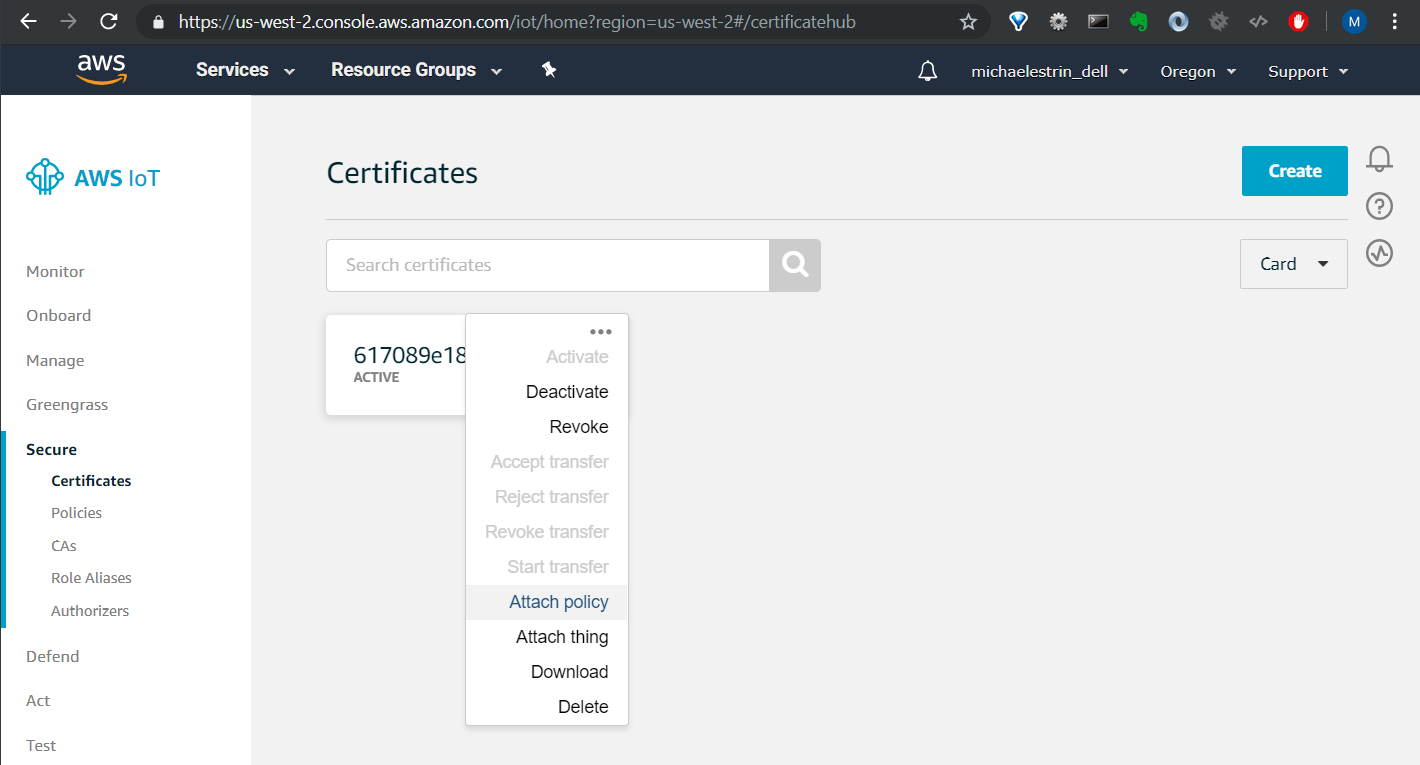 https://us-west-2.console.aws.amazon.com/iot/home?region=us-west-2#/certificatehub
M
aws
Services
Resource Groups
michaelestrin_dell
Oregon
Support
AWS IoT
Monitor
Onboard
Manage
Greengrass
Secure
Certificates
Policies
CAs
Role Aliases
Authorizers
Defend
Act
Test
Certificates
Create
Search certificates
Card
617089e18
ACTIVE
Activate
Deactivate
Revoke
Accept transfer
Reject transfer
Revoke transfer
Start transfer
Attach policy
Attach thing
Download
Delete